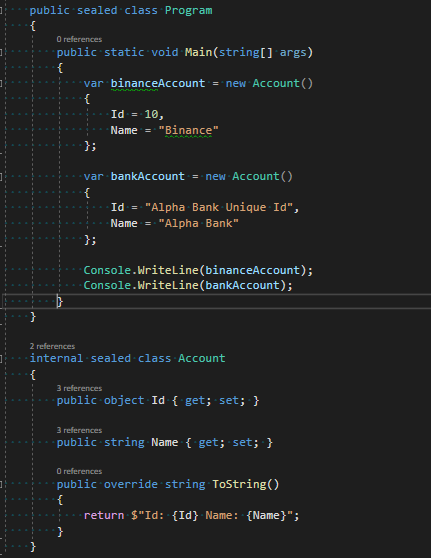 public sealed class Program
{
0 references
public static void Main(string[] args)
{
var binanceAccount = new Account()
{
Id = 10,
Name = "Binance"
};
var bankAccount = new Account()
{
Id = "Alpha Bank Unique Id",
Name = "Alpha Bank"
};
Console.WriteLine(binanceAccount);
Console.WriteLine(bankAccount);
}
}
2 references
internal sealed class Account
{
3 references
public object Id { get; set; }
3 references
public string Name { get; set; }
0 references
public override string ToString()
{
return $"Id: {Id} Name: {Name}";
}
}